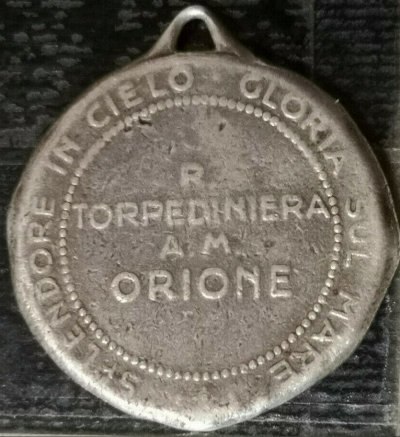 SPLENDORE IN CIELO - GLORIA SUL MARE
R.
TORPEDINIERA
A.M.
ORIONE